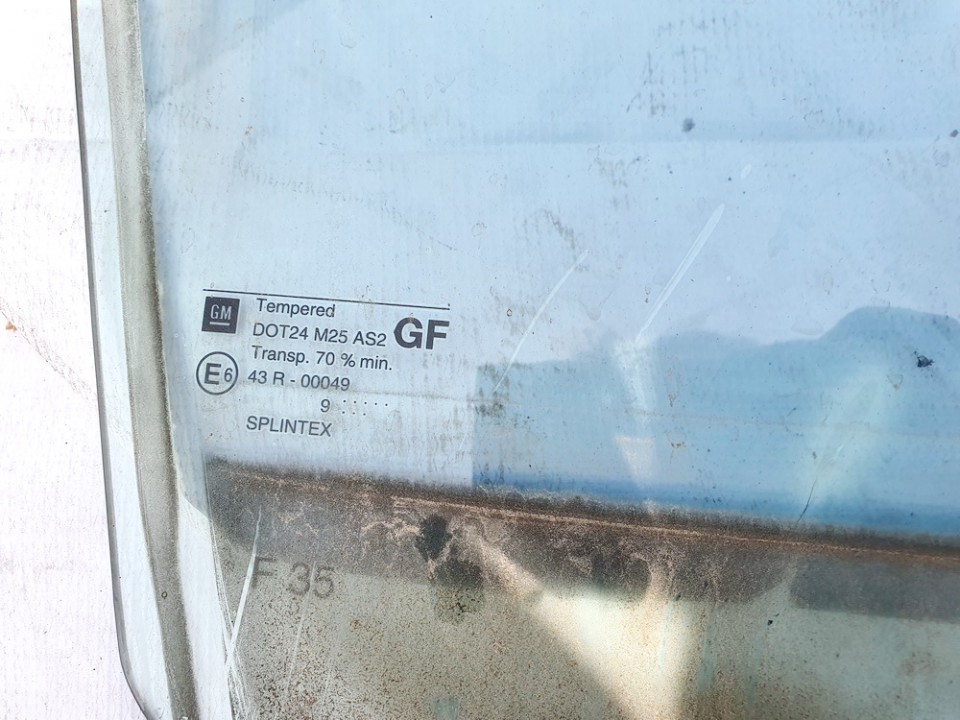 GM
Tempered
DOT24 M25 AS2 GF
Transp. 70 % min.
E6 43 R - 00049
9
SPLINTEX
F 35